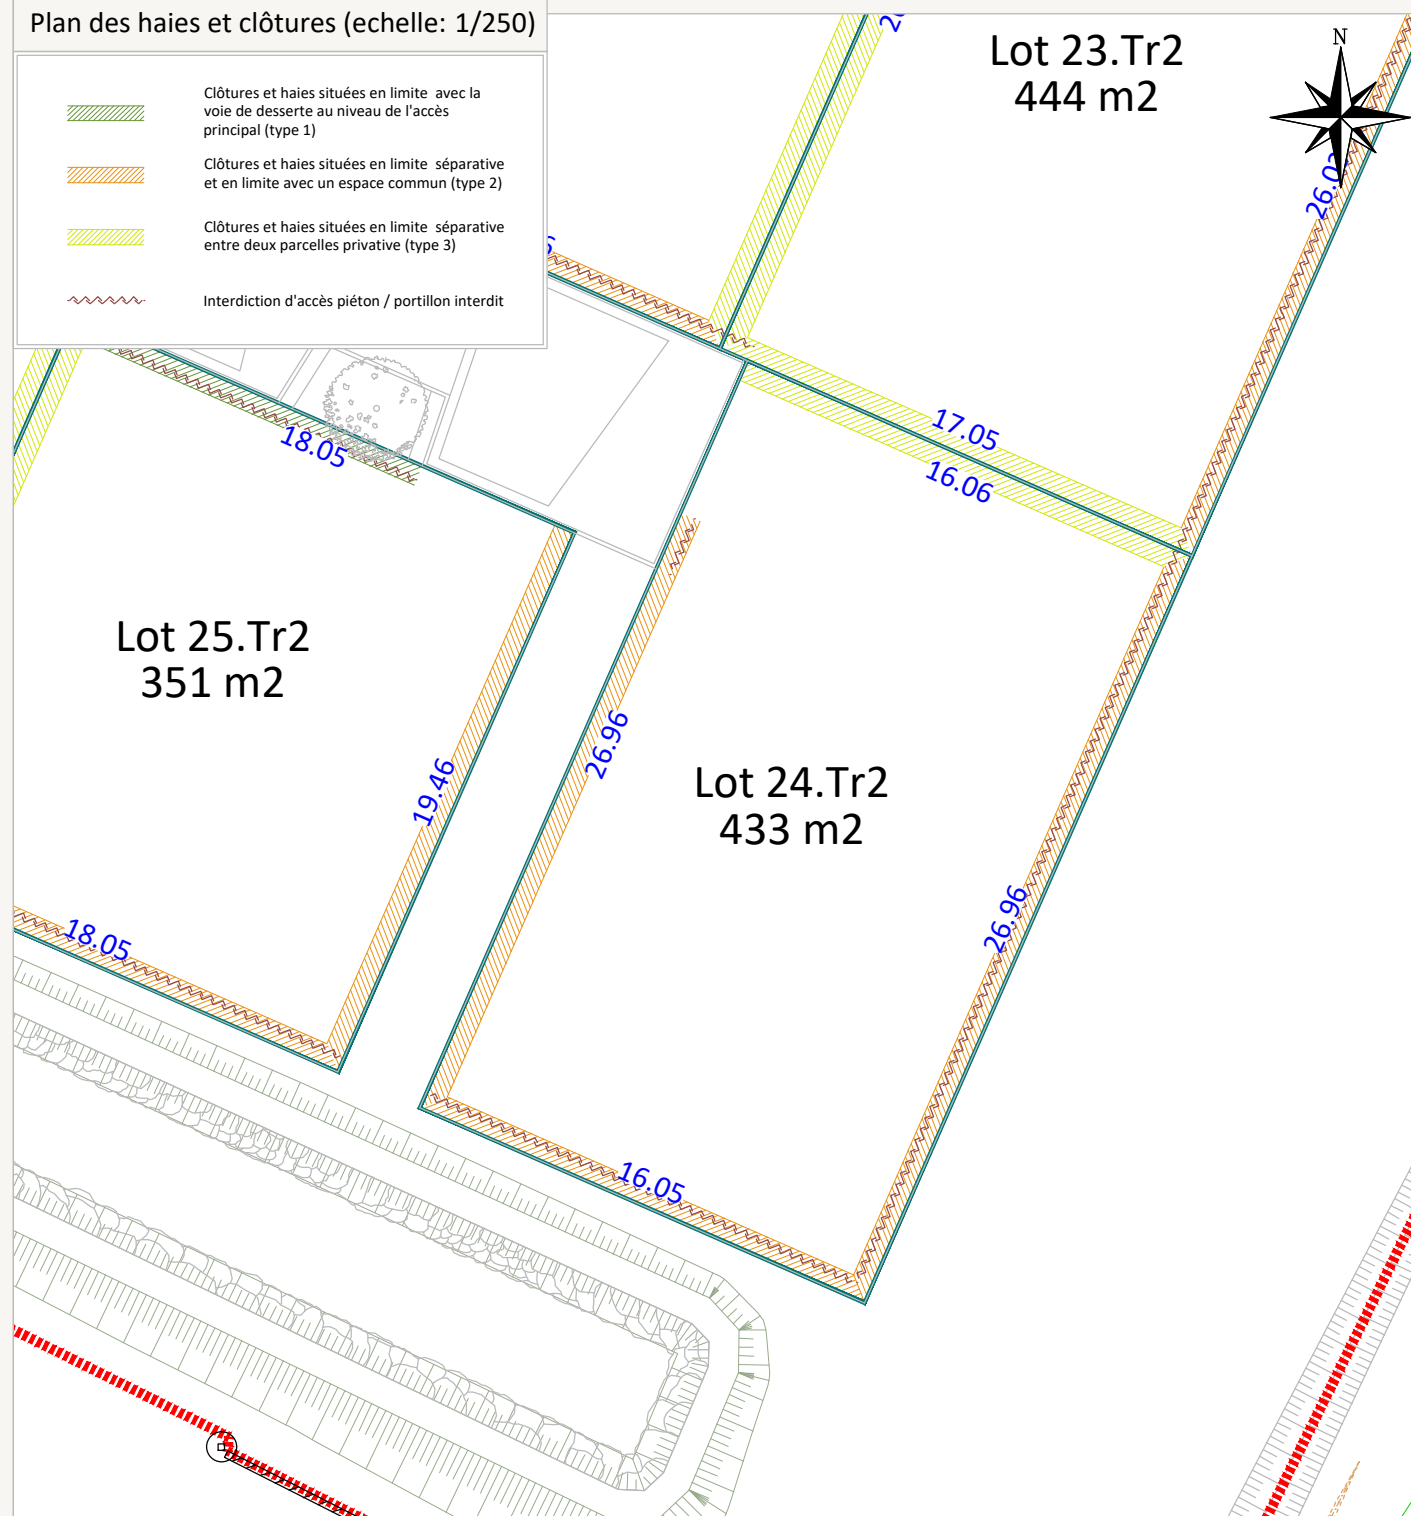 Plan des haies et clôtures (echelle: 1/250)
Clôtures et haies situées en limite avec la
voie de desserte au niveau de l'accès
principal (type 1)
Clôtures et haies situées en limite séparative
et en limite avec un espace commun (type 2)
Clôtures et haies situées en limite séparative
entre deux parcelles privative (type 3)
Interdiction d'accès piéton / portillon interdit
Lot 23.Tr2
444 m2
N
17.05
16.06
18.05
Lot 25.Tr2
351 m2
26.96
19.46
Lot 24.Tr2
433 m2
26.96
18.05
16.05